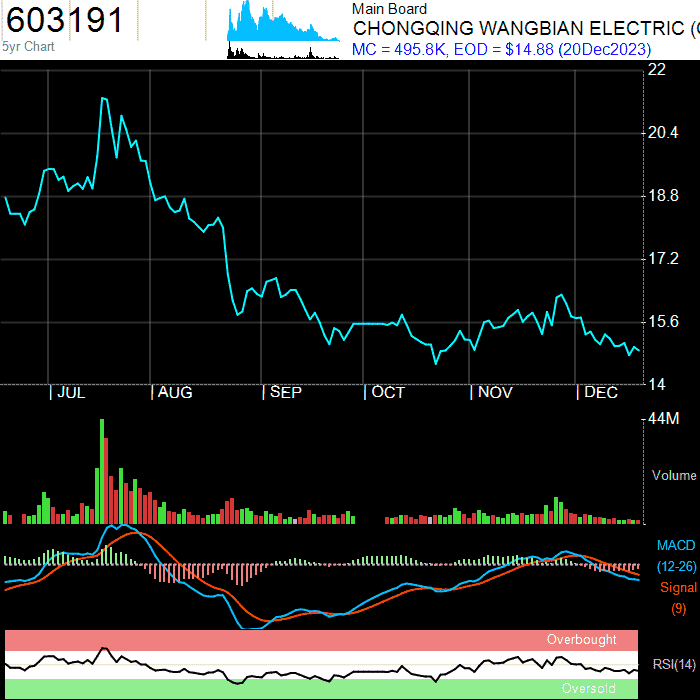 603191
5yr Chart
Main Board
CHONGQING WANGBIAN ELECTRIC (
MC = 495.8K, EOD = $14.88 (20Dec2023)
22
20.4
18.8
17.2
15.6
14
| JUL | AUG | SEP | OCT | NOV | DEC
44M
Volume
MACD
(12-26)
Signal
(9)
Overbought
RSI(14)
Oversold